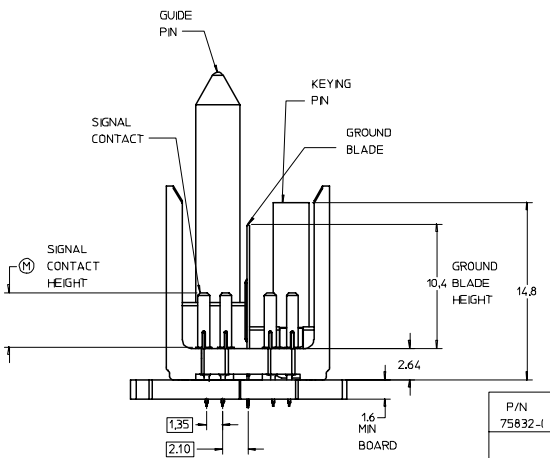 GUIDE
PIN
KEYING
PIN
SIGNAL
CONTACT
GROUND
BLADE
M
SIGNAL
CONTACT
HEIGHT
10,4
GROUND
BLADE
HEIGHT
14,8
2.64
1,35
2.10
1.6
MIN
BOARD
P/N
75832-(